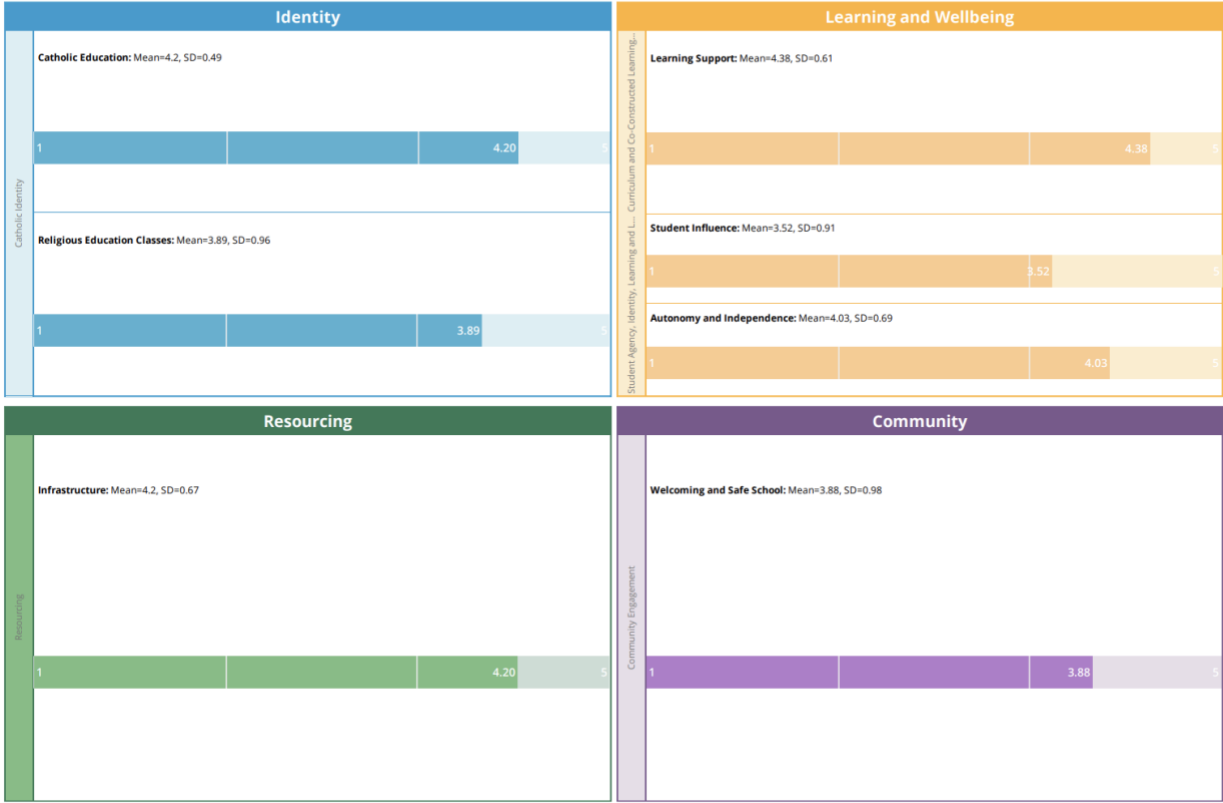 Identity
Catholic Identity
Catholic Education: Mean=4.2, SD=0.49
1 4.20 5
Religious Education Classes: Mean=3.89, SD=0.96
1 3.89 5
Learning and Wellbeing
Curriculum and Co-Constructed Learning...
Learning Support: Mean=4.38, SD=0.61
1 4.38 5
Student Agency, Identity, Learning and L...
Student Influence: Mean=3.52, SD=0.91
1 3.52 5
Autonomy and Independence: Mean=4.03, SD=0.69
1 4.03 5
Resourcing
Resourcing
Infrastructure: Mean=4.2, SD=0.67
1 4.20 5
Community
Community Engagement
Welcoming and Safe School: Mean=3.88, SD=0.98
1 3.88 5